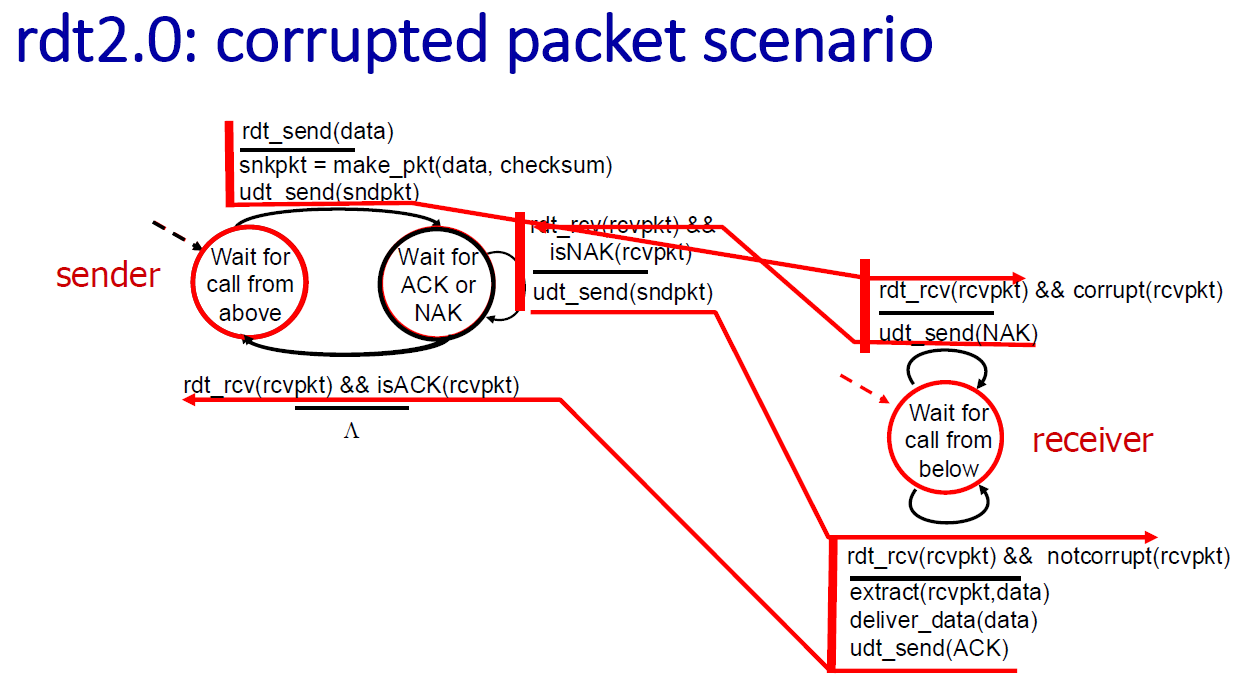 rdt2.0: corrupted packet scenario
rdt_send(data)
snkpkt = make_pkt(data, checksum)
udt_send(sndpkt)
rdt_rcv(rcvpkt) &&
isNAK(rcvpkt)
udt_send(sndpkt)
Wait for
call from
above
Wait for
ACK or
NAK
sender
rdt_rcv(rcvpkt) && corrupt(rcvpkt)
udt_send(NAK)
rdt_rcv(rcvpkt) && isACK(rcvpkt)
Λ
Wait for
call from
below
receiver
rdt_rcv(rcvpkt) && notcorrupt(rcvpkt)
extract(rcvpkt,data)
deliver_data(data)
udt_send(ACK)